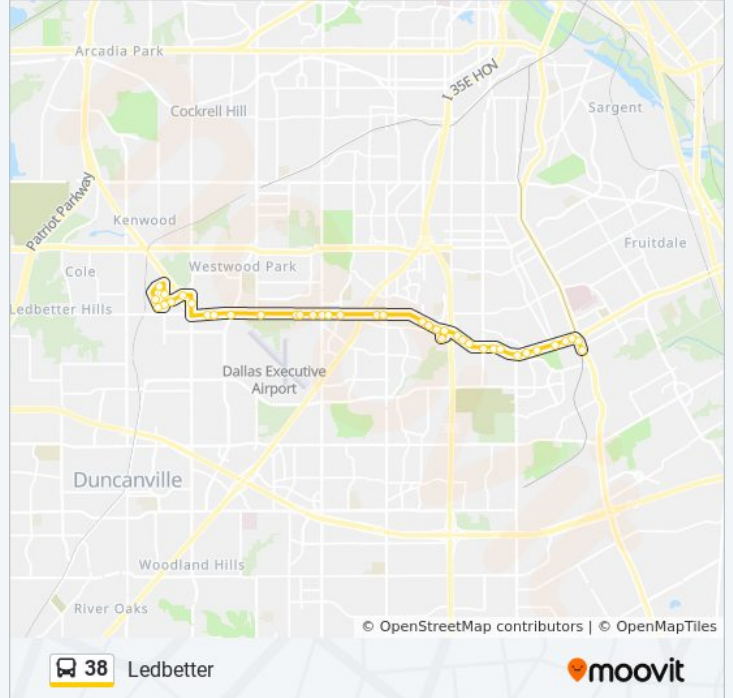 Arcadia Park
I 35E HOV
Cockrell Hill
Sargent
Patriot Parkway
Kenwood
Fruitdale
Cole
Westwood Park
Ledbetter Hills
Dallas Executive
Airport
Duncanville
Woodland Hills
River Oaks
© OpenStreetMap contributors | © OpenMapTiles
38 Ledbetter
moovit